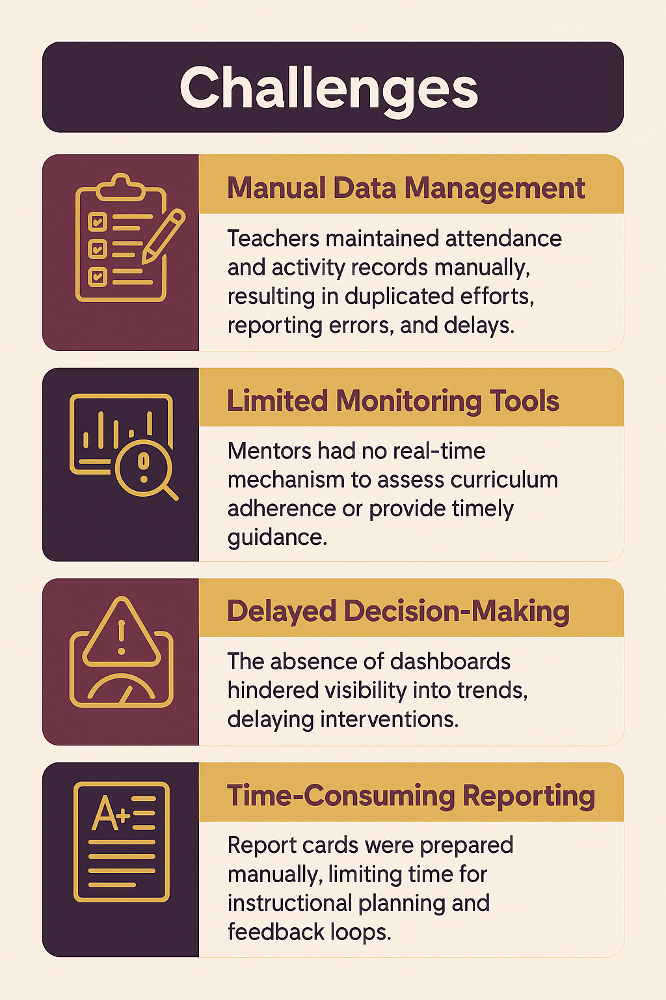 Challenges
Manual Data Management
Teachers maintained attendance
and activity records manually,
resulting in duplicated efforts,
reporting errors, and delays.
Limited Monitoring Tools
Mentors had no real-time
mechanism to assess curriculum
adherence or provide timely
guidance.
Delayed Decision-Making
The absence of dashboards
hindered visibility into trends,
delaying interventions.
A+
Time-Consuming Reporting
Report cards were prepared
manually, limiting time for
instructional planning and
feedback loops.